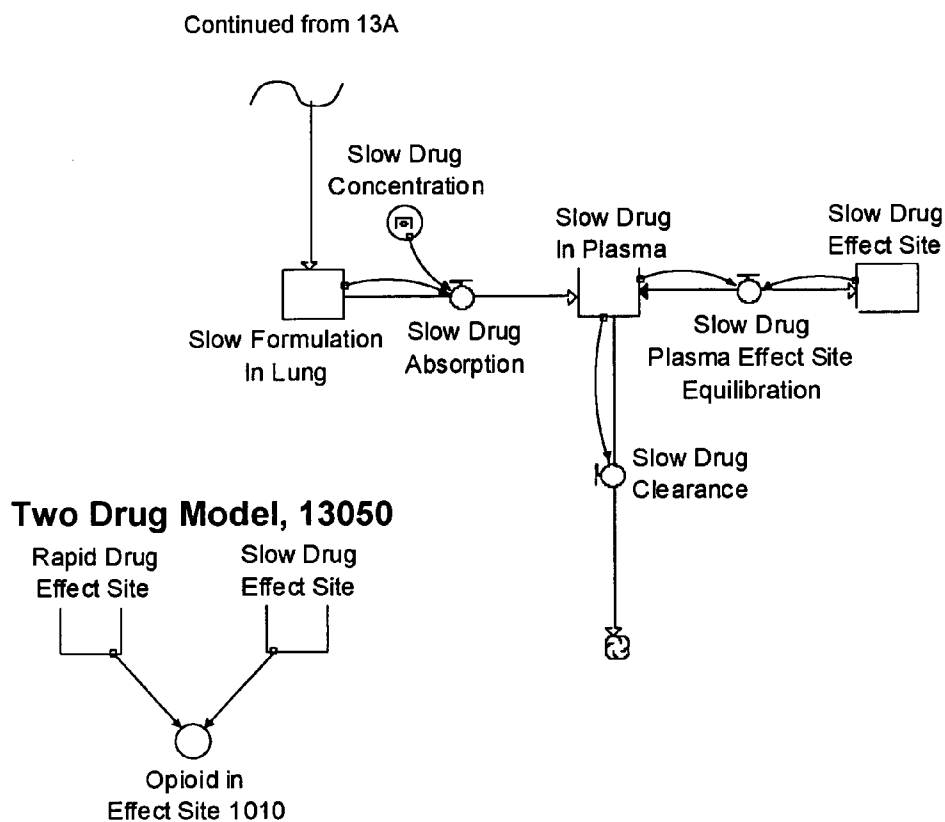 Continued from 13A
Slow Drug
Concentration
Slow Drug
In Plasma
Slow Drug
Effect Site
Slow Formulation
In Lung
Slow Drug
Absorption
Slow Drug
Plasma Effect Site
Equilibration
Slow Drug
Clearance
Two Drug Model, 13050
Rapid Drug
Effect Site
Slow Drug
Effect Site
Opioid in
Effect Site 1010